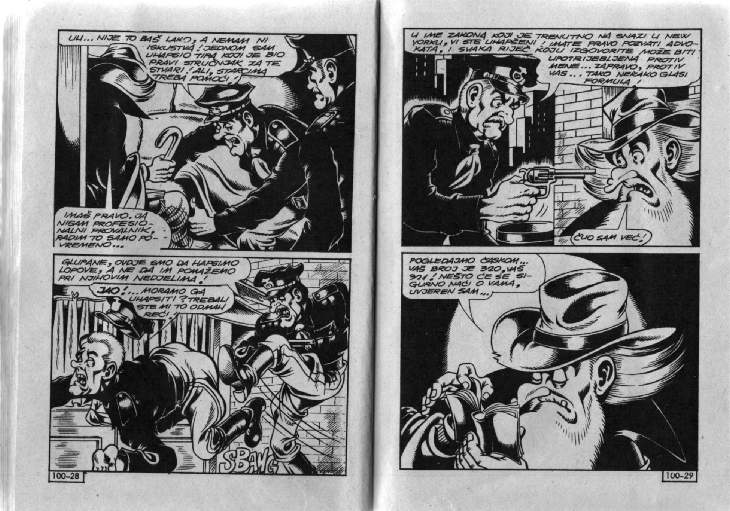 ULI... NIJE TO BAŠ LAKO, A NEMAM NI
ISKUSTVA! JEDNOM SAM
UHAPSIO TIPA KOJI JE BIO
PRAVI STRUČNJAK ZA TE
STVARI! ALI, STARCIMA
TREBA POMOĆI!
IMAŠ PRAVO. JA
NISAM PROFESIO-
NALNI PROVALNIK,
RADIM TO SAMO PO-
VREMENO...
GLUPANE, OVDJE SMO DA HAPSIMO
LOPOVE, A NE DA IM POMAŽEMO
PRI NJIHOVIM NEDJELIMA!
JAO!... MORAMO GA
UHAPSITI? TREBALI
STE MI TO ODMAH
REĆI!
SBANG
100-28
U IME ZAKONA KOJI JE TRENUTNO NA SNAZI U NEW
YORKU, VI STE UHAPŠENI! IMATE PRAVO POZVATI ADVO-
KATA, I SVAKA RIJEČ KOJU IZGOVORITE MOŽE BITI
UPOTRIJEBLJENA PROTIV
MENE... ZAPRAVO, PROTIV
VAS... TAKO NEKAKO GLASI
FORMULA!
ČUO SAM VEĆ!
POGLEDAJMO ČASKOM...
VAŠ BROJ JE 320, VAŠ
NEŠTO ĆE SE SI-
GURNO NAĆI O VAMA,
UVJEREN SAM...
100-29